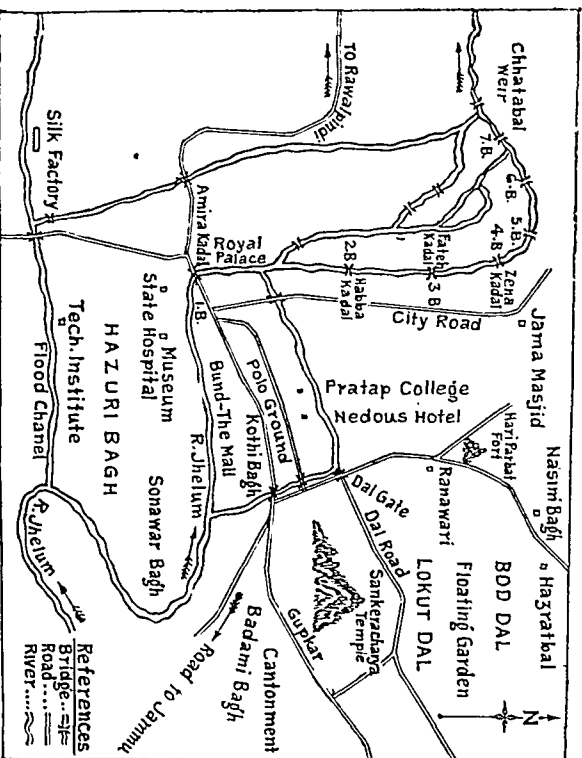 Chhatabal
Weir
TO Rawalpindi
7.B.
6.B.
5.B.
4.B
Zena
Kadal
Fateh
Kadal
3 B
2.B
Habba
Kadal
Amira Kadal
Royal
Palace
1.B.
City Road
Jama Masjid
Hari Parbat
Fort
Nasim Bagh
Hazratbal
Ranawari
BOD DAL
Floating Garden
LOKUT DAL
N
Pratap College
Nedous Hotel
Dal Gate
Dal Road
Sankeracharya
Temple
Gupkar
Polo Ground
Kothi Bagh
Bund-The Mall
R.Jhelum
Museum
State Hospital
HAZURI BAGH
Tech.Institute
Silk Factory
Flood Chanel
Sonawar Bagh
R.Jhelum
Cantonment
Badami Bagh
Road to Jammu
References
Bridge..
Road....
River....